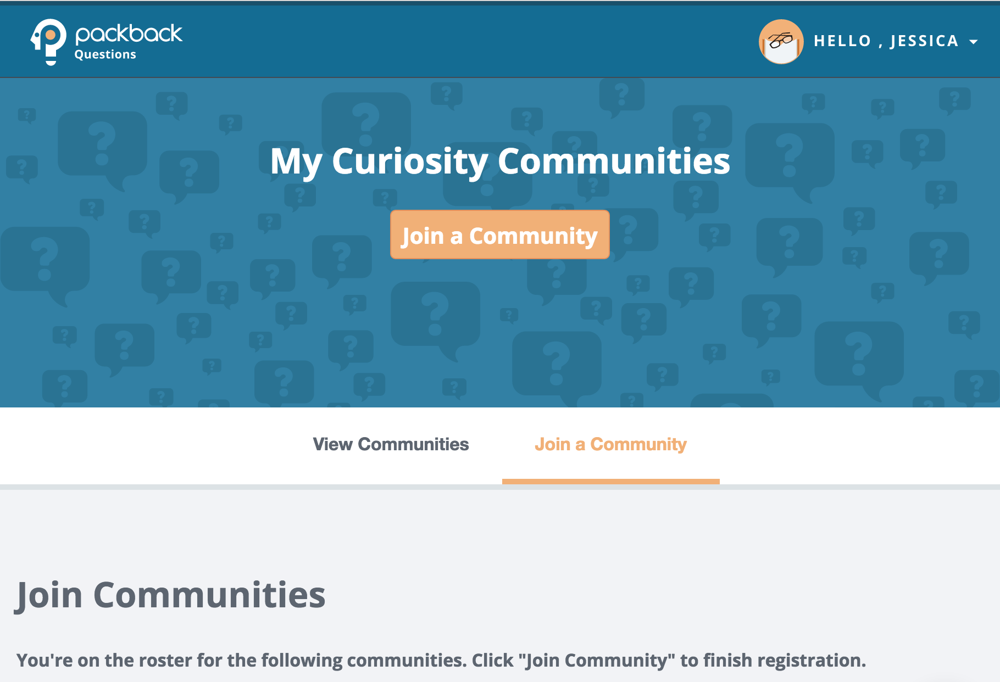 packback
Questions
HELLO , JESSICA
My Curiosity Communities
Join a Community
View Communities
Join a Community
Join Communities
You're on the roster for the following communities. Click "Join Community" to finish registration.